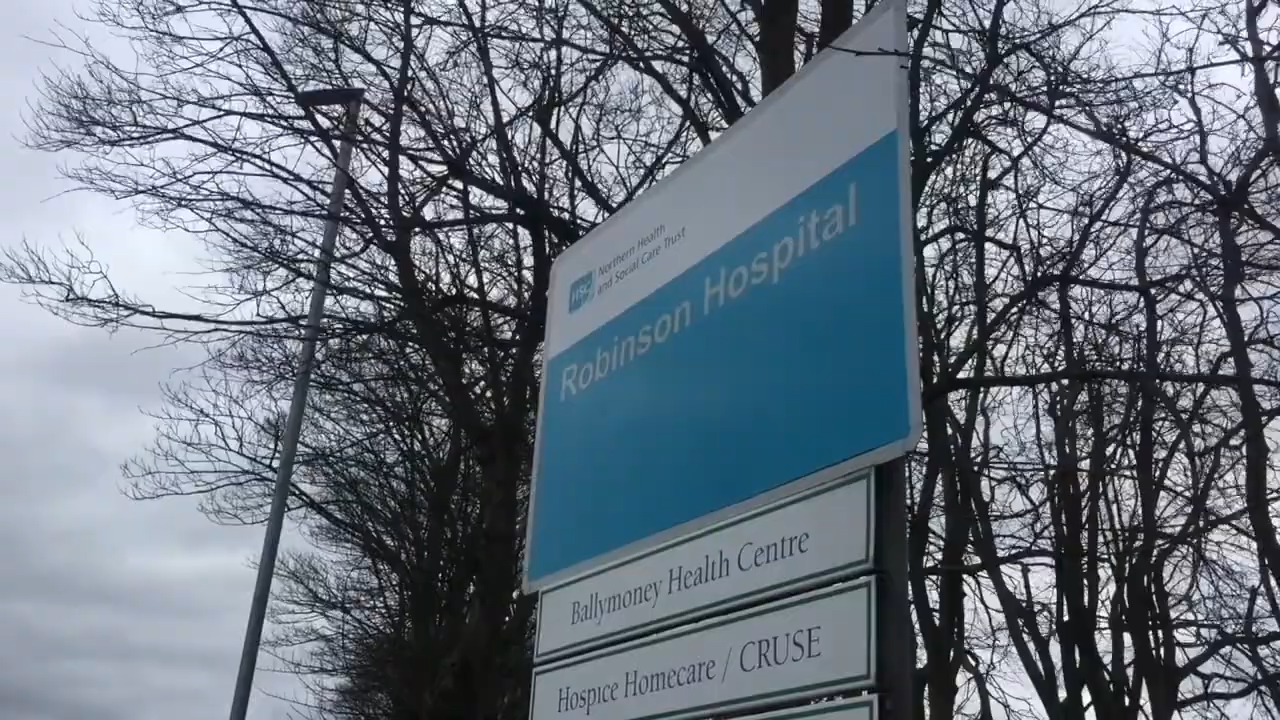 HSC
Northern Health
and Social Care Trust
Robinson Hospital
Ballymoney Health Centre
Hospice Homecare / CRUSE